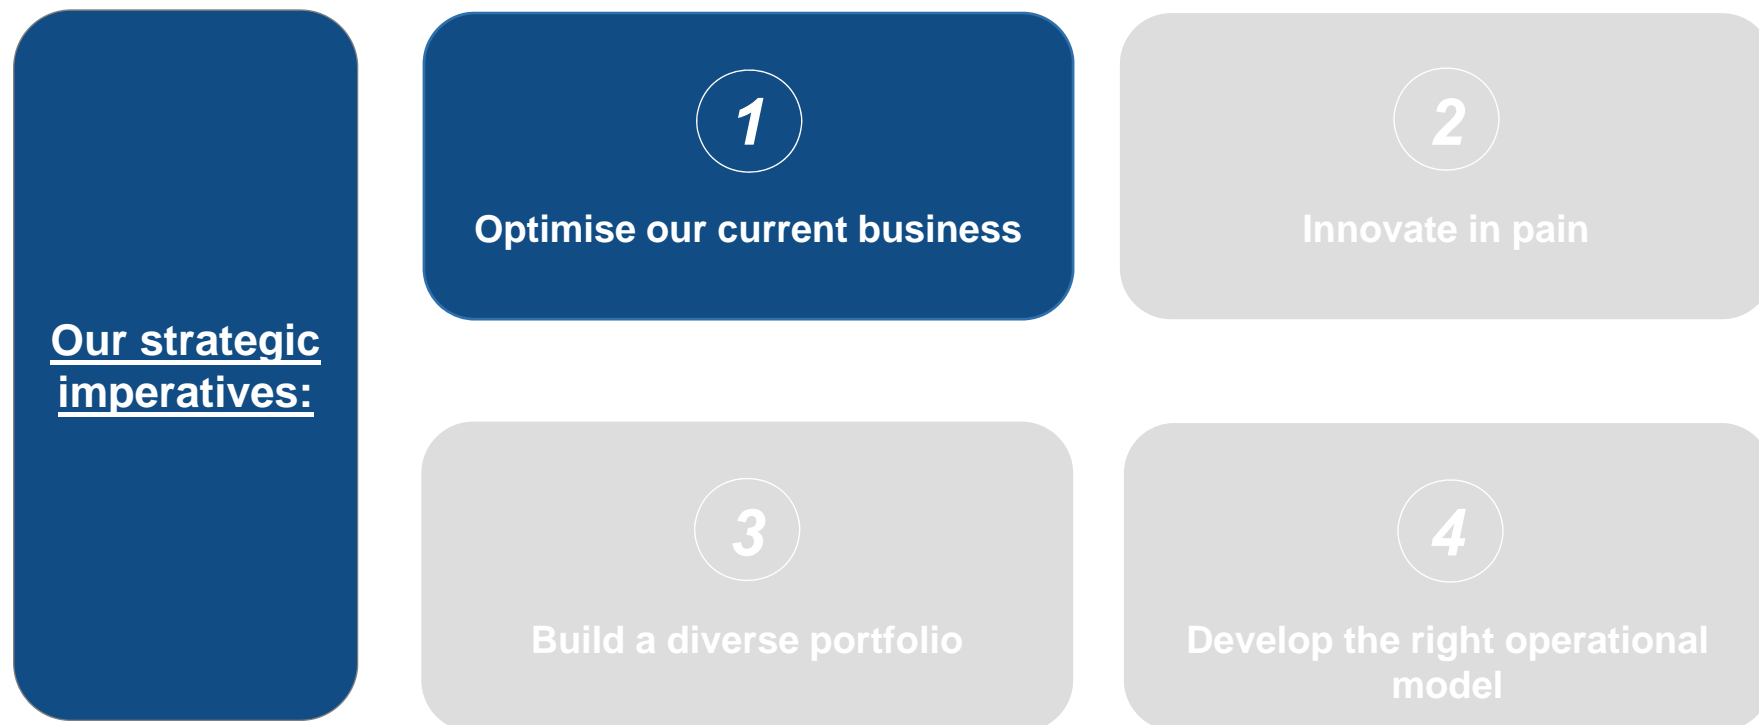 Our strategic
imperatives:
1
Optimise our current business
2
Innovate in pain
3
Build a diverse portfolio
4
Develop the right operational
model